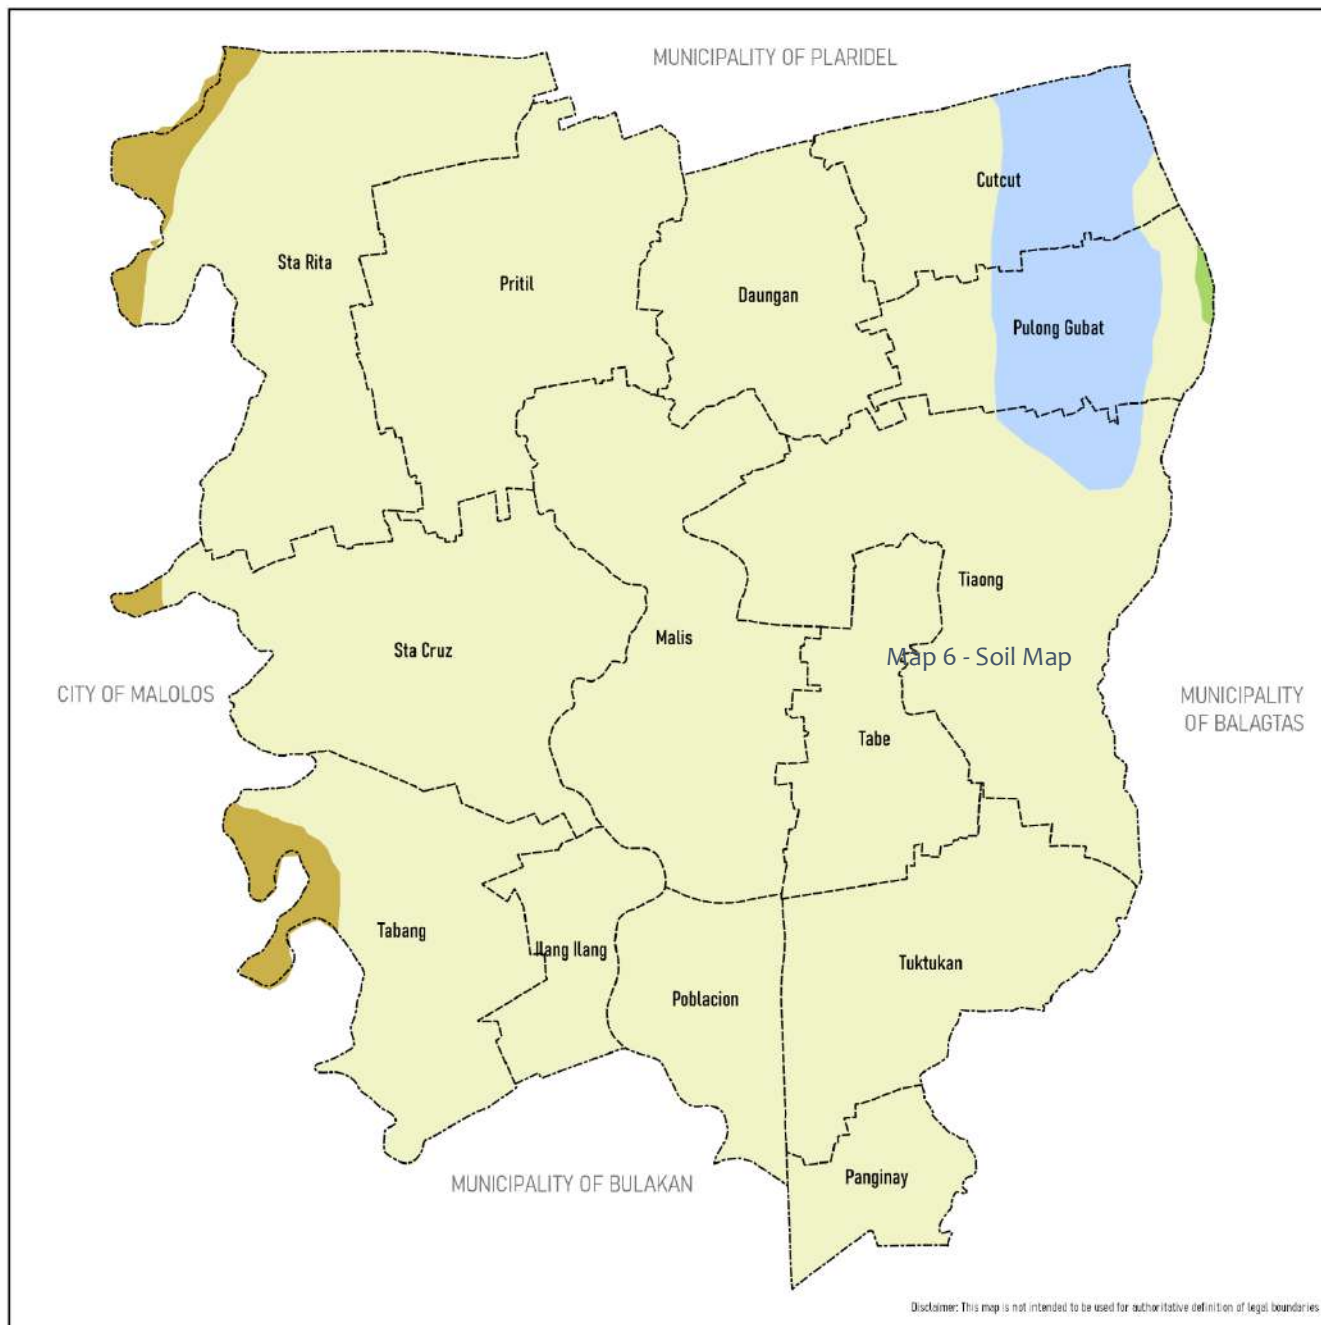 MUNICIPALITY OF PLARIDEL
Cutcut
Sta Rita
Pritil
Daungan
Pulong Gubat
Tiaong
Malis
Sta Cruz
Map 6 - Soil Map
CITY OF MALOLOS
MUNICIPALITY
OF BALAGTAS
Tabe
Tabang
Ilang Ilang
Tuktukan
Poblacion
Panginay
MUNICIPALITY OF BULAKAN
Disclaimer: This map is not intended to be used for authoritative definition of legal boundaries